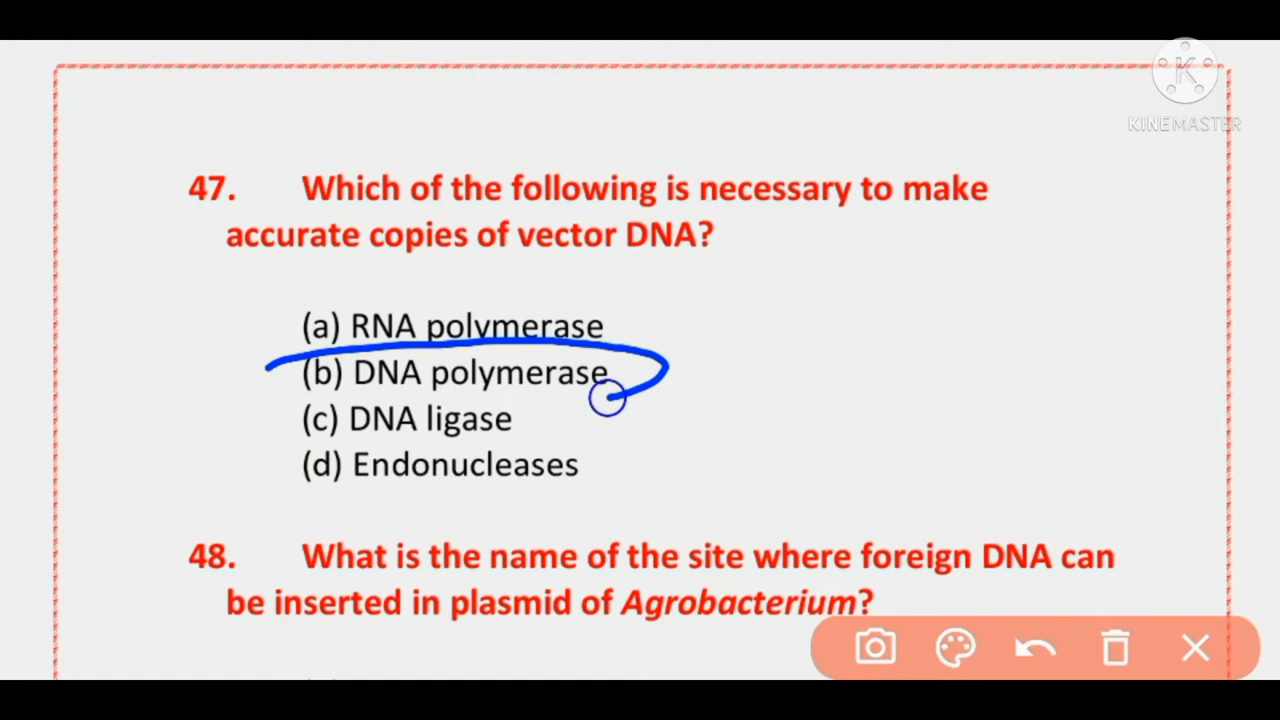 KINEMASTER
47. Which of the following is necessary to make
accurate copies of vector DNA?
(a) RNA polymerase
(b) DNA polymerase
(c) DNA ligase
(d) Endonucleases
48. What is the name of the site where foreign DNA can
be inserted in plasmid of Agrobacterium?